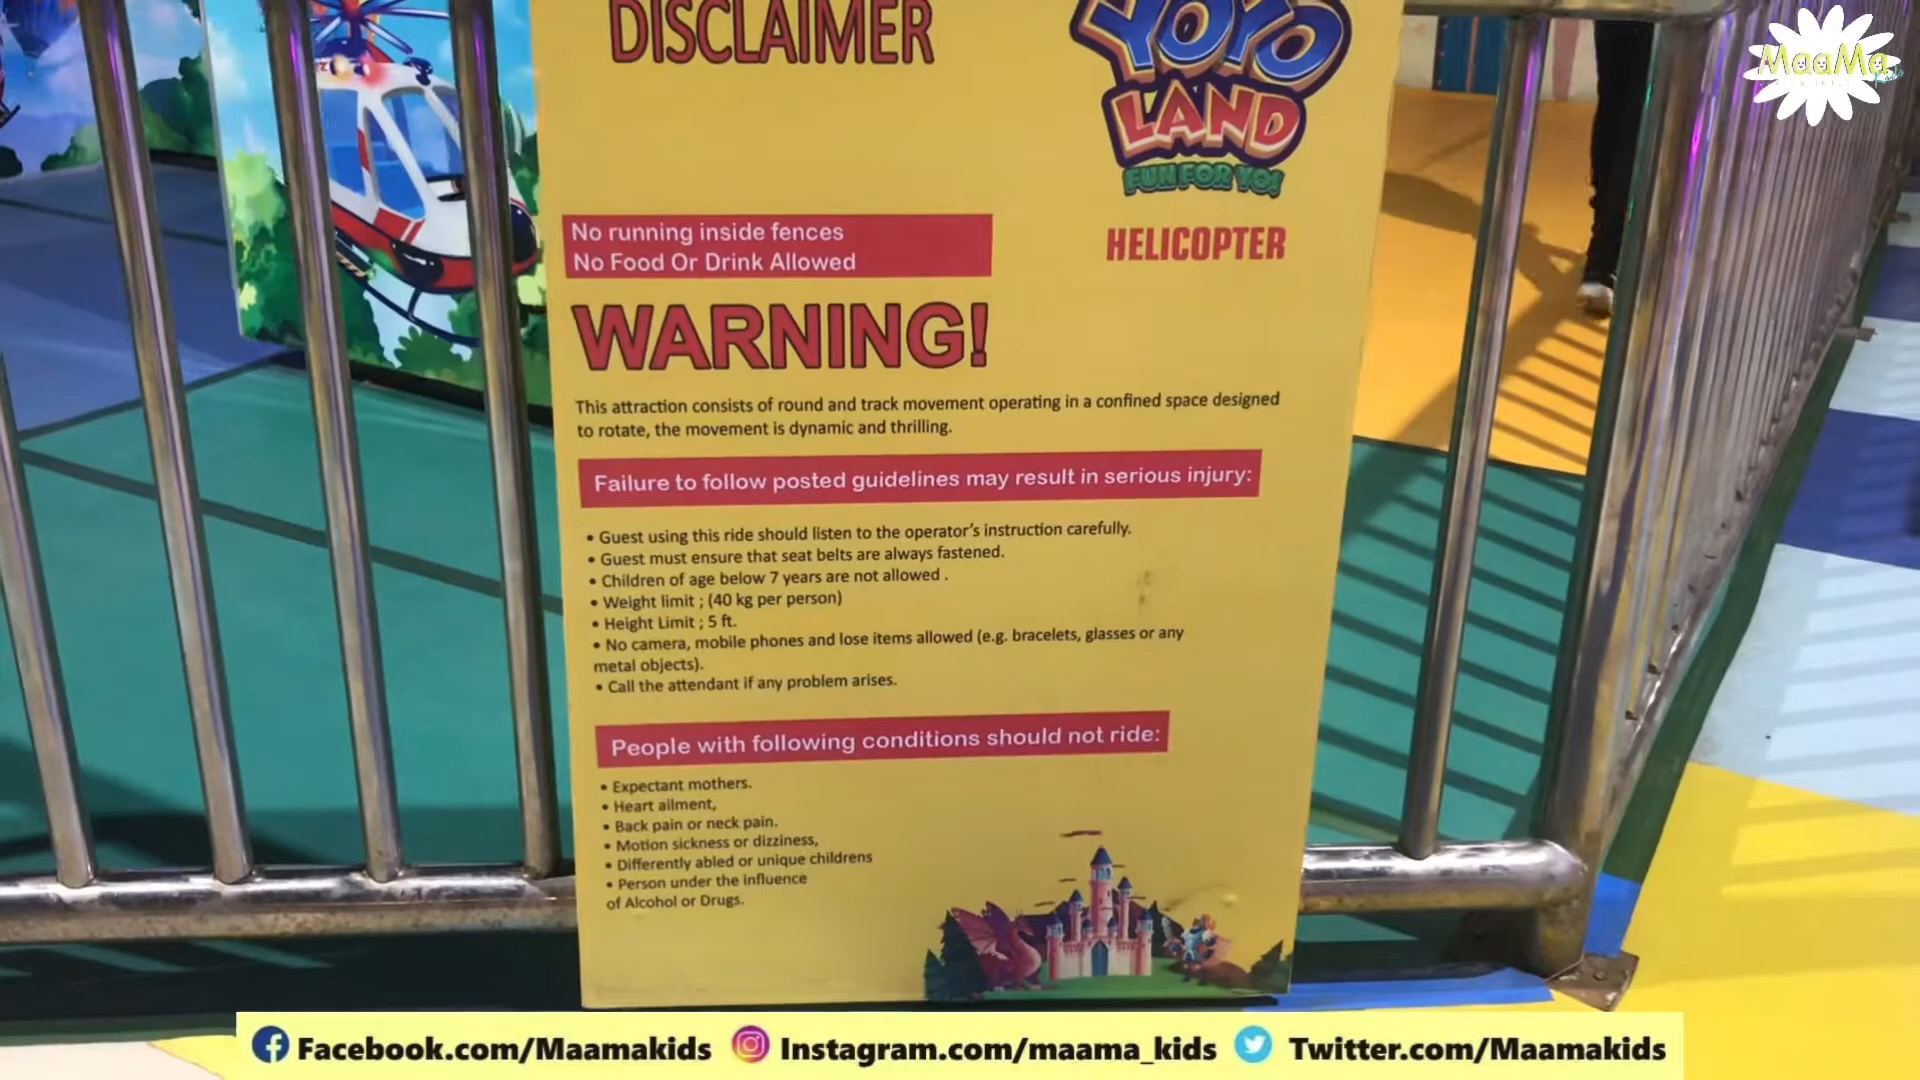 DISCLAIMER
YOYO
LAND
FUN FOR YO!
HELICOPTER
MaaMa
Kids
No running inside fences
No Food Or Drink Allowed
WARNING!
This attraction consists of round and track movement operating in a confined space designed
to rotate, the movement is dynamic and thrilling.
Failure to follow posted guidelines may result in serious injury:
• Guest using this ride should listen to the operator's instruction carefully.
• Guest must ensure that seat belts are always fastened.
• Children of age below 7 years are not allowed .
• Weight limit ; (40 kg per person)
• Height Limit ; 5 ft.
• No camera, mobile phones and lose items allowed (e.g. bracelets, glasses or any
metal objects).
• Call the attendant if any problem arises.
People with following conditions should not ride:
• Expectant mothers.
• Heart ailment,
• Back pain or neck pain.
• Motion sickness or dizziness,
• Differently abled or unique childrens
• Person under the influence
of Alcohol or Drugs.
Facebook.com/Maamakids Instagram.com/maama_kids Twitter.com/Maamakids